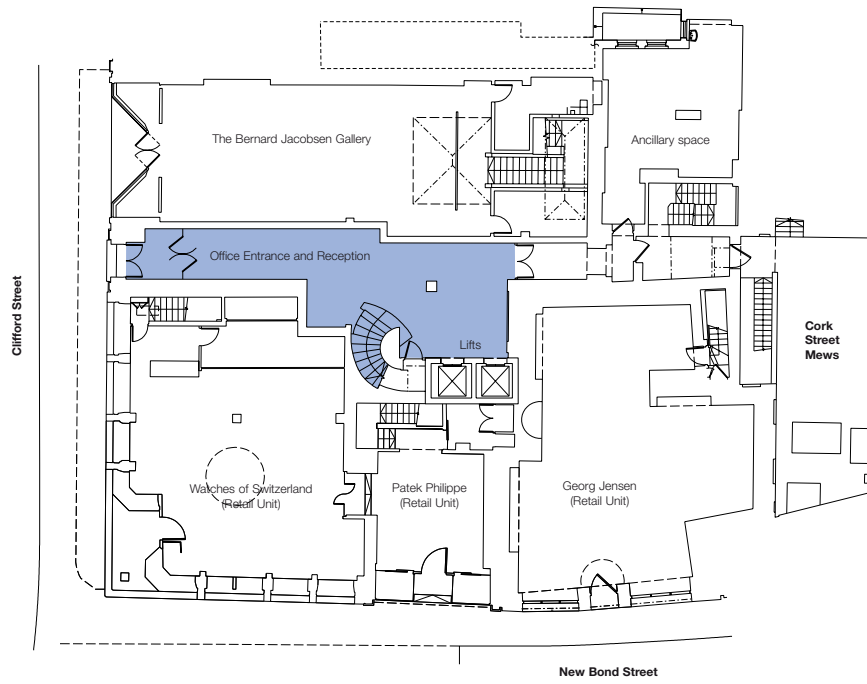 The Bernard Jacobsen Gallery
Ancillary space
Office Entrance and Reception
Clifford Street
Lifts
Cork
Street
Mews
Watches of Switzerland
(Retail Unit)
Patek Philippe
(Retail Unit)
Georg Jensen
(Retail Unit)
New Bond Street